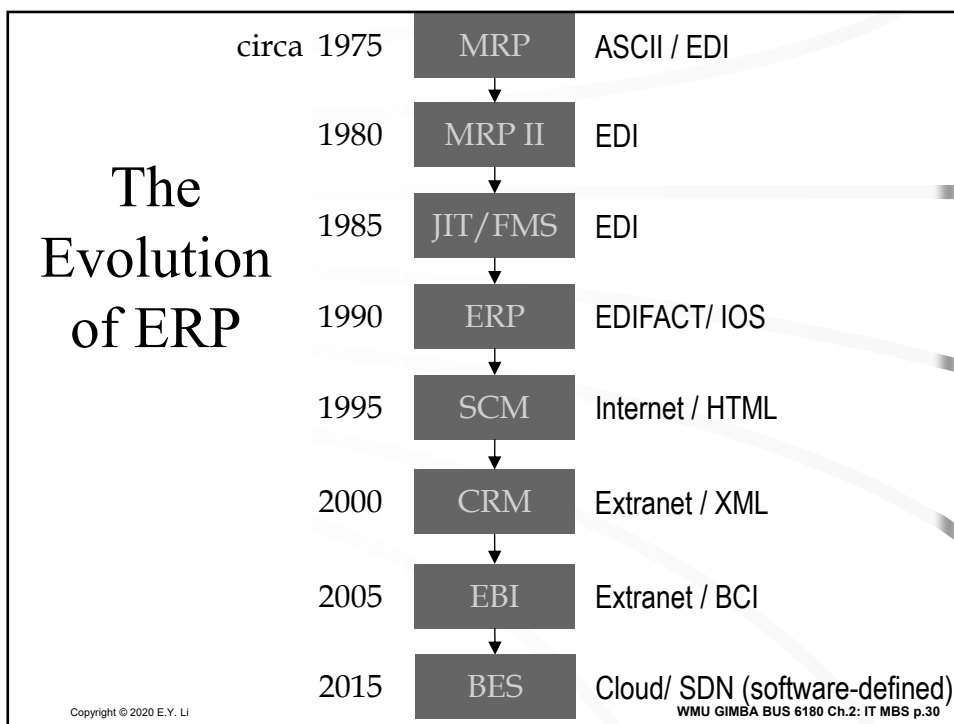 The
Evolution
of ERP
circa 1975 MRP ASCII / EDI
1980 MRP II EDI
1985 JIT/FMS EDI
1990 ERP EDIFACT/ IOS
1995 SCM Internet / HTML
2000 CRM Extranet / XML
2005 EBI Extranet / BCI
2015 BES Cloud/ SDN (software-defined)
Copyright © 2020 E.Y. Li
WMU GIMBA BUS 6180 Ch.2: IT MBS p.30